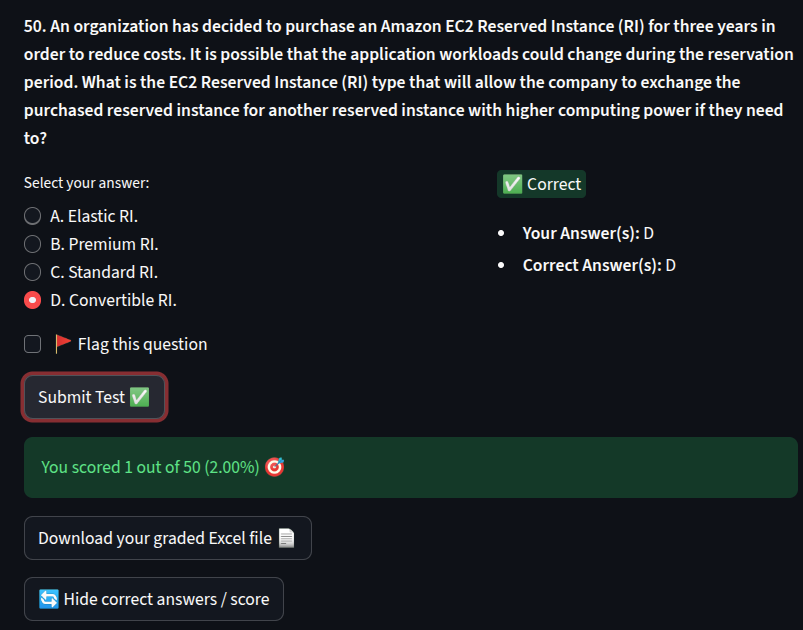 50. An organization has decided to purchase an Amazon EC2 Reserved Instance (RI) for three years in
order to reduce costs. It is possible that the application workloads could change during the reservation
period. What is the EC2 Reserved Instance (RI) type that will allow the company to exchange the
purchased reserved instance for another reserved instance with higher computing power if they need
to?
Select your answer:
A. Elastic RI.
B. Premium RI.
C. Standard RI.
D. Convertible RI.
Flag this question
✅ Correct
Your Answer(s): D
Correct Answer(s): D
Submit Test ✅
You scored 1 out of 50 (2.00%) 🎯
Download your graded Excel file 📄
🔄 Hide correct answers / score